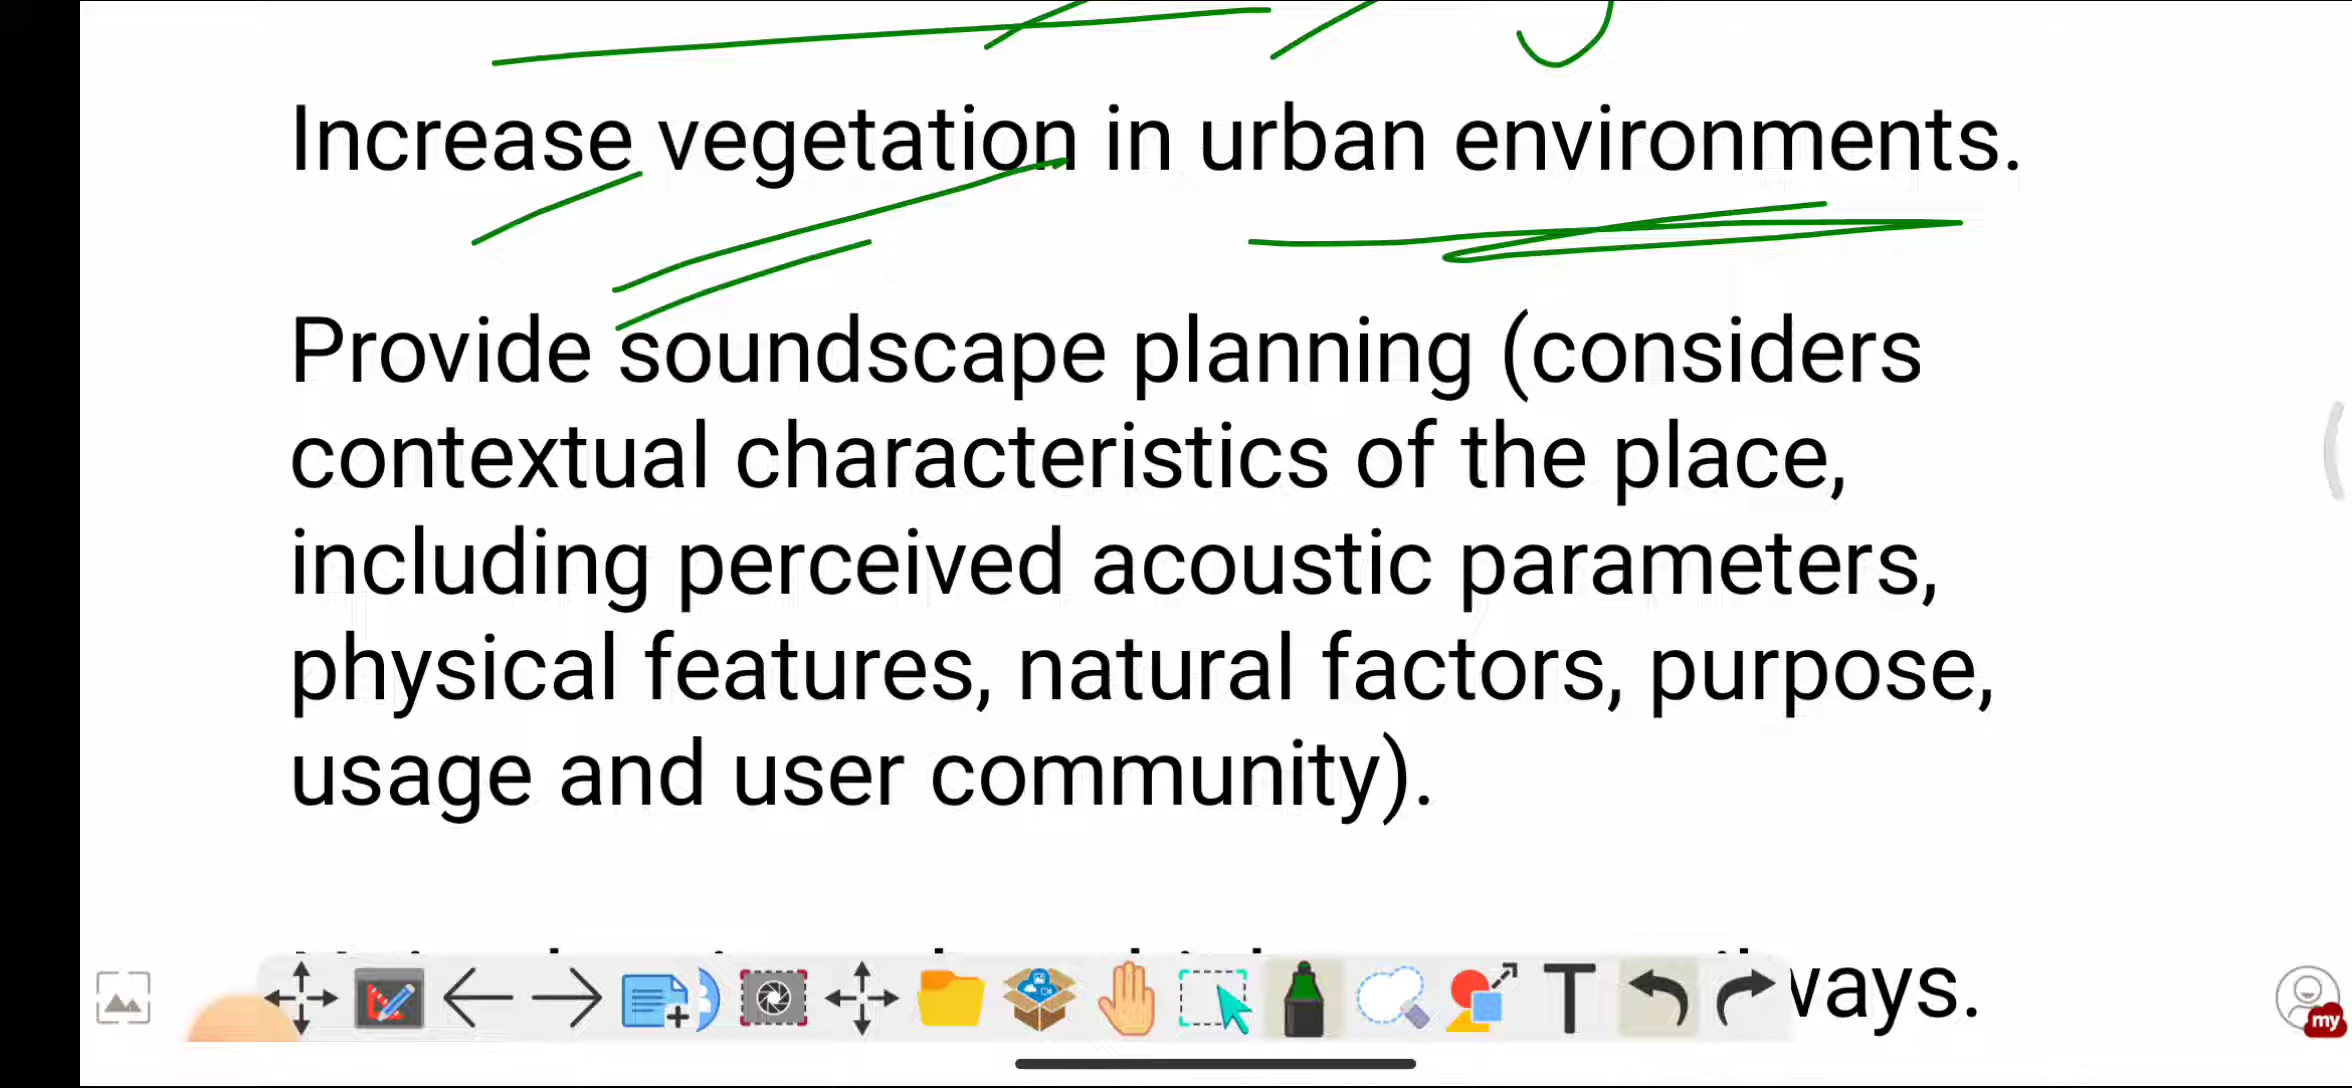 Increase vegetation in urban environments.
Provide soundscape planning (considers
contextual characteristics of the place,
including perceived acoustic parameters,
physical features, natural factors, purpose,
usage and user community).
my